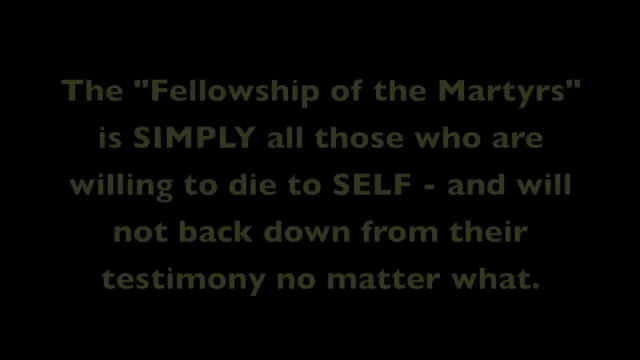 The "Fellowship of the Martyrs"
is SIMPLY all those who are
willing to die to SELF - and will
not back down from their
testimony no matter what.